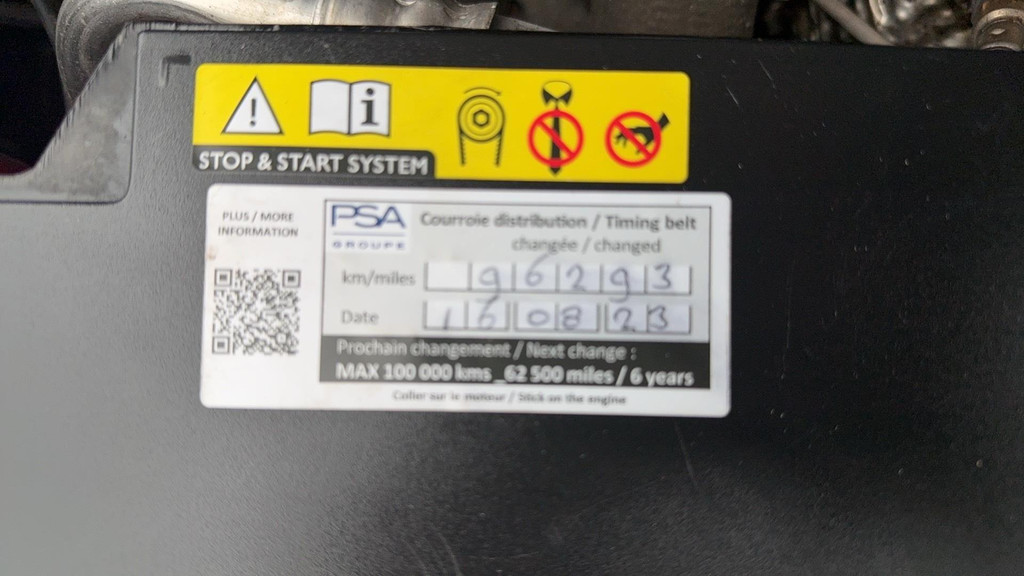 STOP & START SYSTEM
PLUS / MORE
INFORMATION
PSA
GROUPE
Courroie distribution / Timing belt
changée / changed
km/miles 96293
Date 16 08 23
Prochain changement / Next change :
MAX 100 000 kms _62 500 miles / 6 years
Coller sur le moteur / Stick on the engine